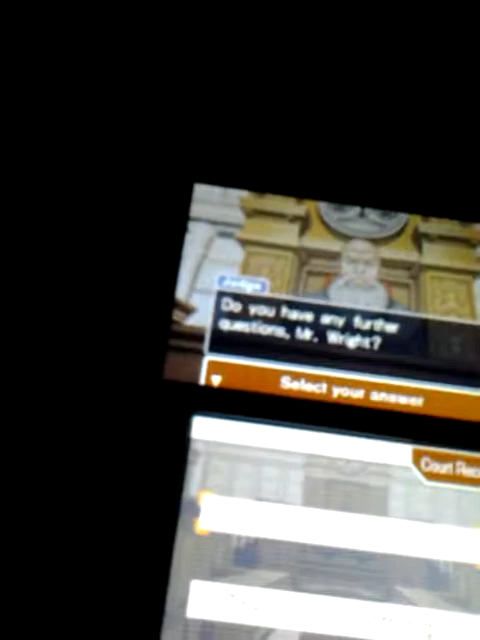 Judge
Do you have any further
questions, Mr. Wright?
Select your answer
Court Rec